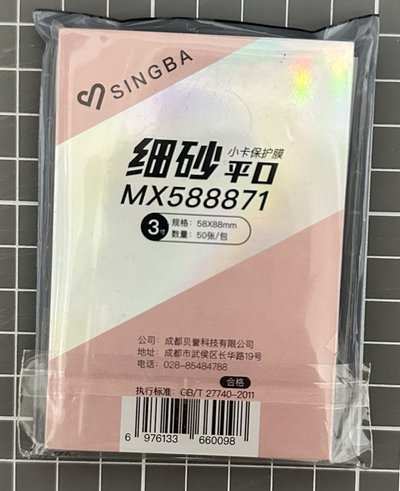 SINGBA
细砂 小卡保护膜
平口
MX588871
3寸 规格：58X88mm
数量：50张/包
公司：成都贝誉科技有限公司
地址：成都市武侯区长华路19号
电话：028-85484788
合格
执行标准：GB/T 27740-2011
6 976133 660098